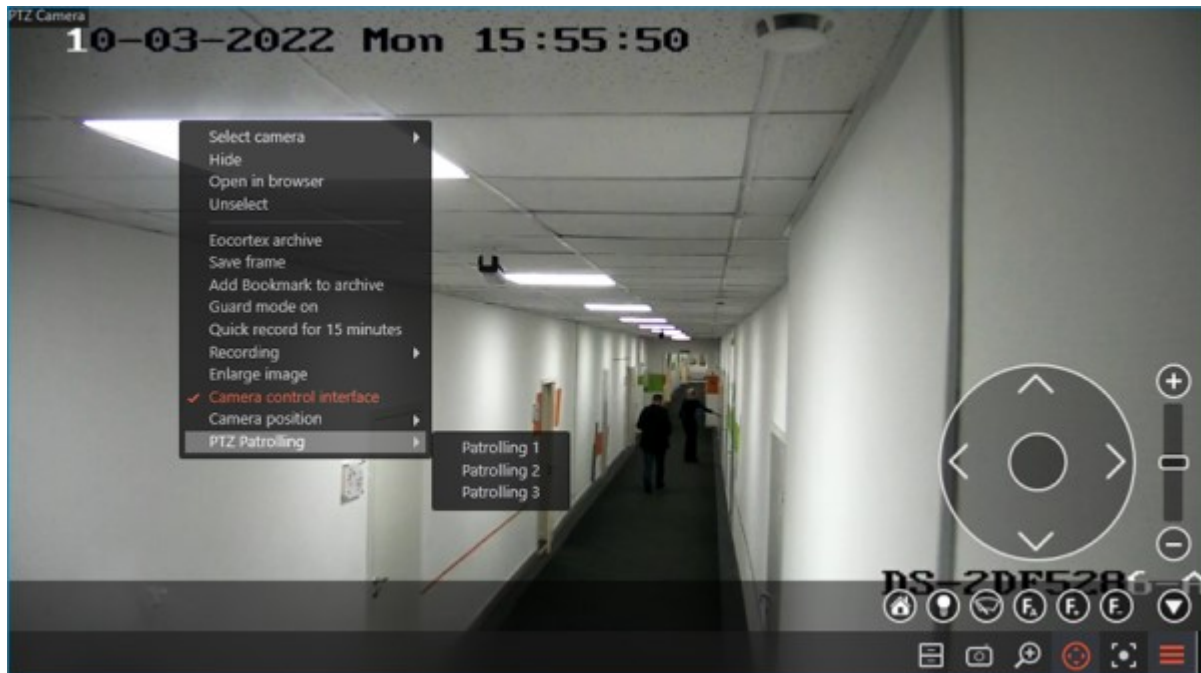 PTZ Camera
10-03-2022 Mon 15:55:50
Select camera
Hide
Open in browser
Unselect
Eocortex archive
Save frame
Add Bookmark to archive
Guard mode on
Quick record for 15 minutes
Recording
Enlarge image
Camera control interface
Camera position
PTZ Patrolling
Patrolling 1
Patrolling 2
Patrolling 3
DS-2DF5286-A